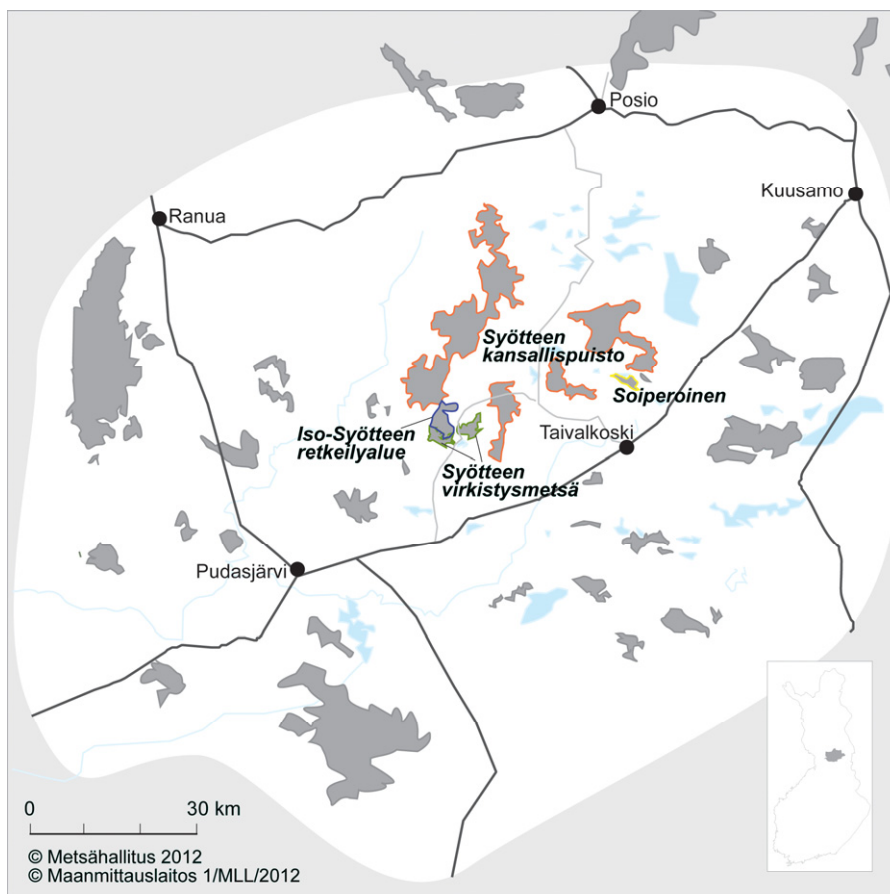 Posio
Kuusamo
Ranua
Syötteen
kansallispuisto
Soiperoinen
Iso-Syötteen
retkeilyalue
Taivalkoski
Syötteen
virkistysmetsä
Pudasjärvi
0 30 km
© Metsähallitus 2012
© Maanmittauslaitos 1/MLL/2012